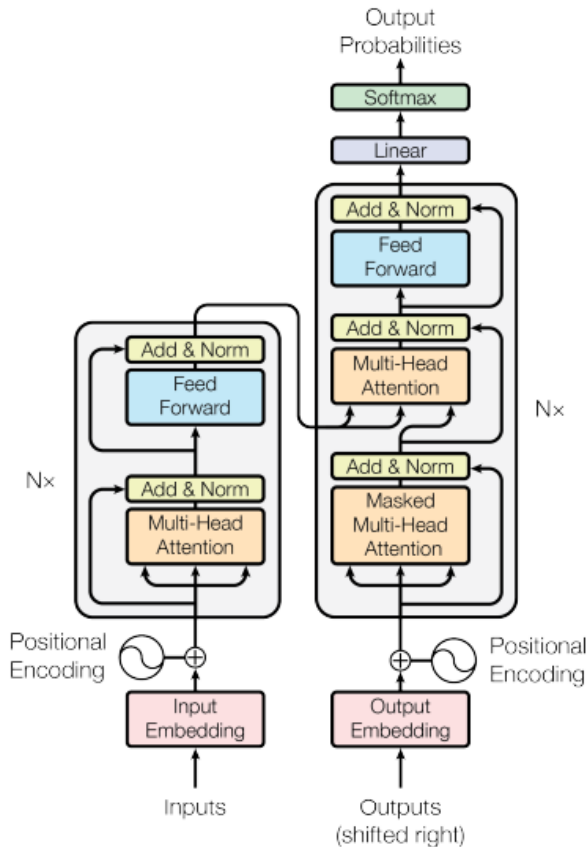 Output
Probabilities
Softmax
Linear
Add & Norm
Feed
Forward
Add & Norm
Multi-Head
Attention
Nx
Add & Norm
Masked
Multi-Head
Attention
Positional
Encoding
Output
Embedding
Outputs
(shifted right)
Add & Norm
Feed
Forward
Nx
Add & Norm
Multi-Head
Attention
Positional
Encoding
Input
Embedding
Inputs